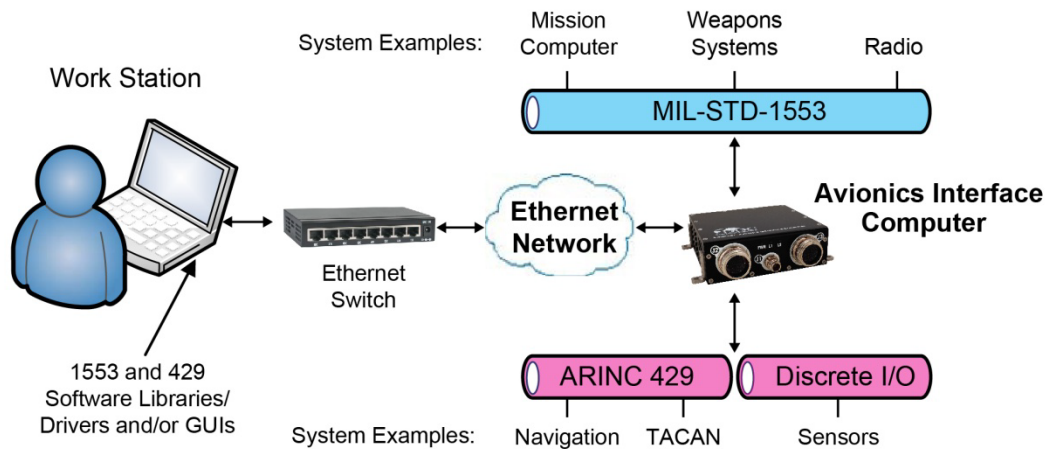 System Examples:
Mission
Computer
Weapons
Systems
Radio
Work Station
MIL-STD-1553
Avionics Interface
Computer
Ethernet
Network
Ethernet
Switch
1553 and 429
Software Libraries/
Drivers and/or GUIs
ARINC 429
Discrete I/O
System Examples:
Navigation
TACAN
Sensors